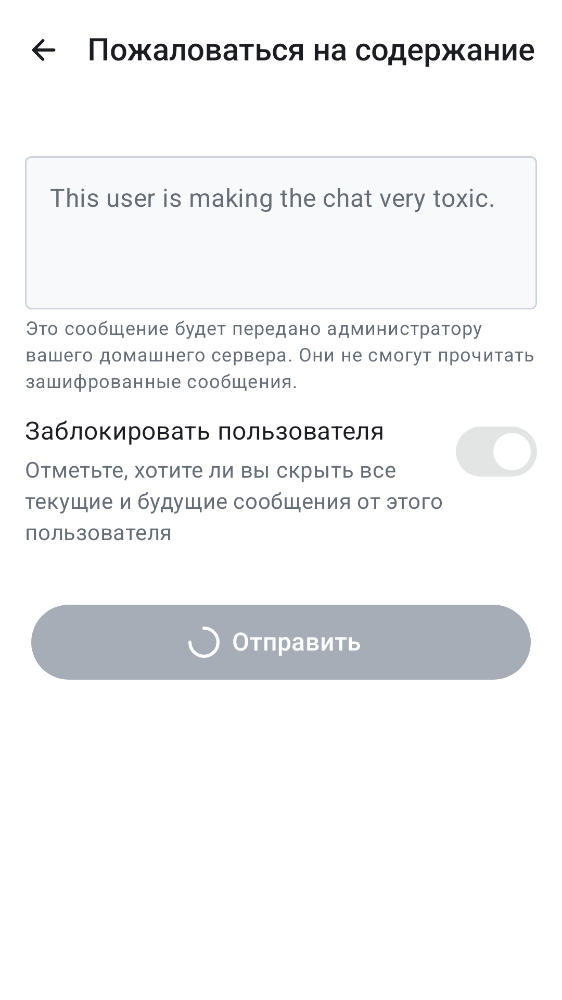 Пожаловаться на содержание
This user is making the chat very toxic.
Это сообщение будет передано администратору
вашего домашнего сервера. Они не смогут прочитать
зашифрованные сообщения.
Заблокировать пользователя
Отметьте, хотите ли вы скрыть все
текущие и будущие сообщения от этого
пользователя
Отправить